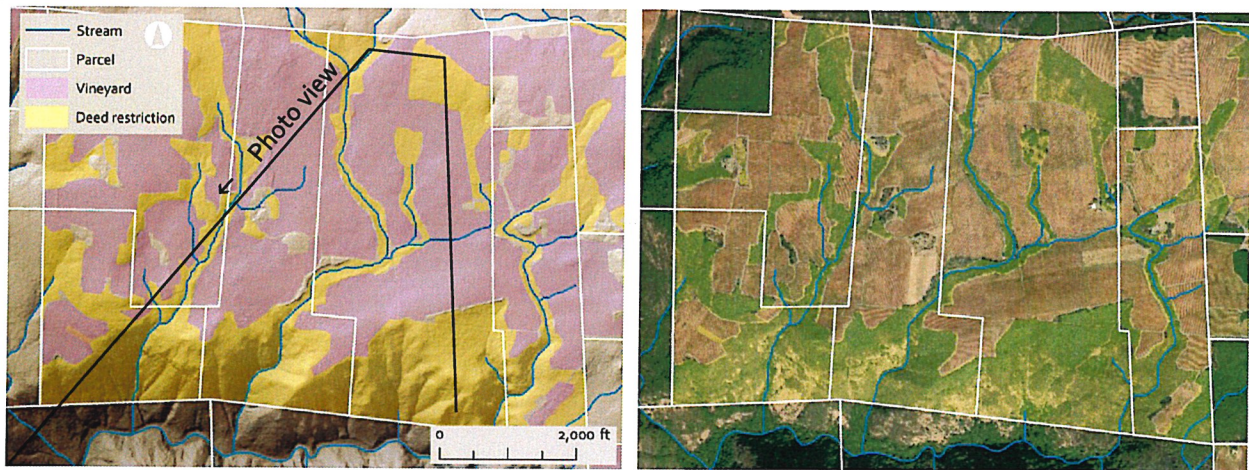 Stream
Parcel
Vineyard
Deed restriction
Photo view
0 2,000 ft